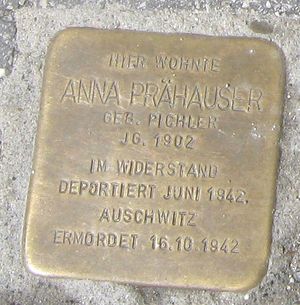 HIER WOHNTE
ANNA PRÄHAUSER
GEB. PICHLER
JG. 1902
IM WIDERSTAND
DEPORTIERT JUNI 1942.
AUSCHWITZ
ERMORDET 16.10.1942